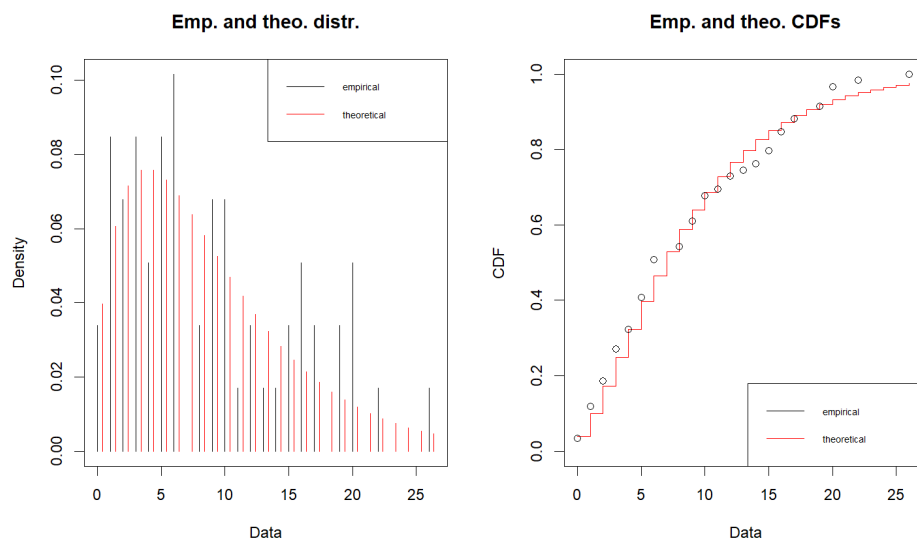 Emp. and theo. distr.
empirical
theoretical
Density
0.00
0.02
0.04
0.06
0.08
0.10
0
5
10
15
20
25
Data
Emp. and theo. CDFs
empirical
theoretical
CDF
0.0
0.2
0.4
0.6
0.8
1.0
0
5
10
15
20
25
Data